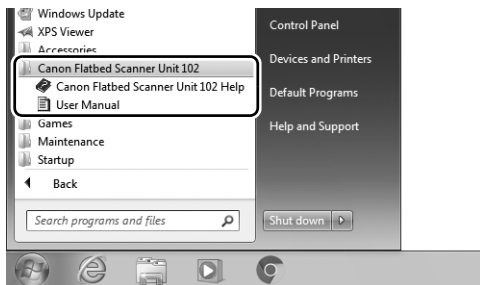 Windows Update
XPS Viewer
Accessories
Canon Flatbed Scanner Unit 102
Canon Flatbed Scanner Unit 102 Help
User Manual
Games
Maintenance
Startup
Back
Search programs and files
Control Panel
Devices and Printers
Default Programs
Help and Support
Shut down